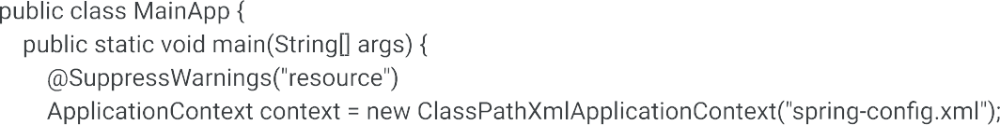 public class MainApp {
public static void main(String[] args) {
@SuppressWarnings("resource")
ApplicationContext context = new ClassPathXmlApplicationContext("spring-config.xml");